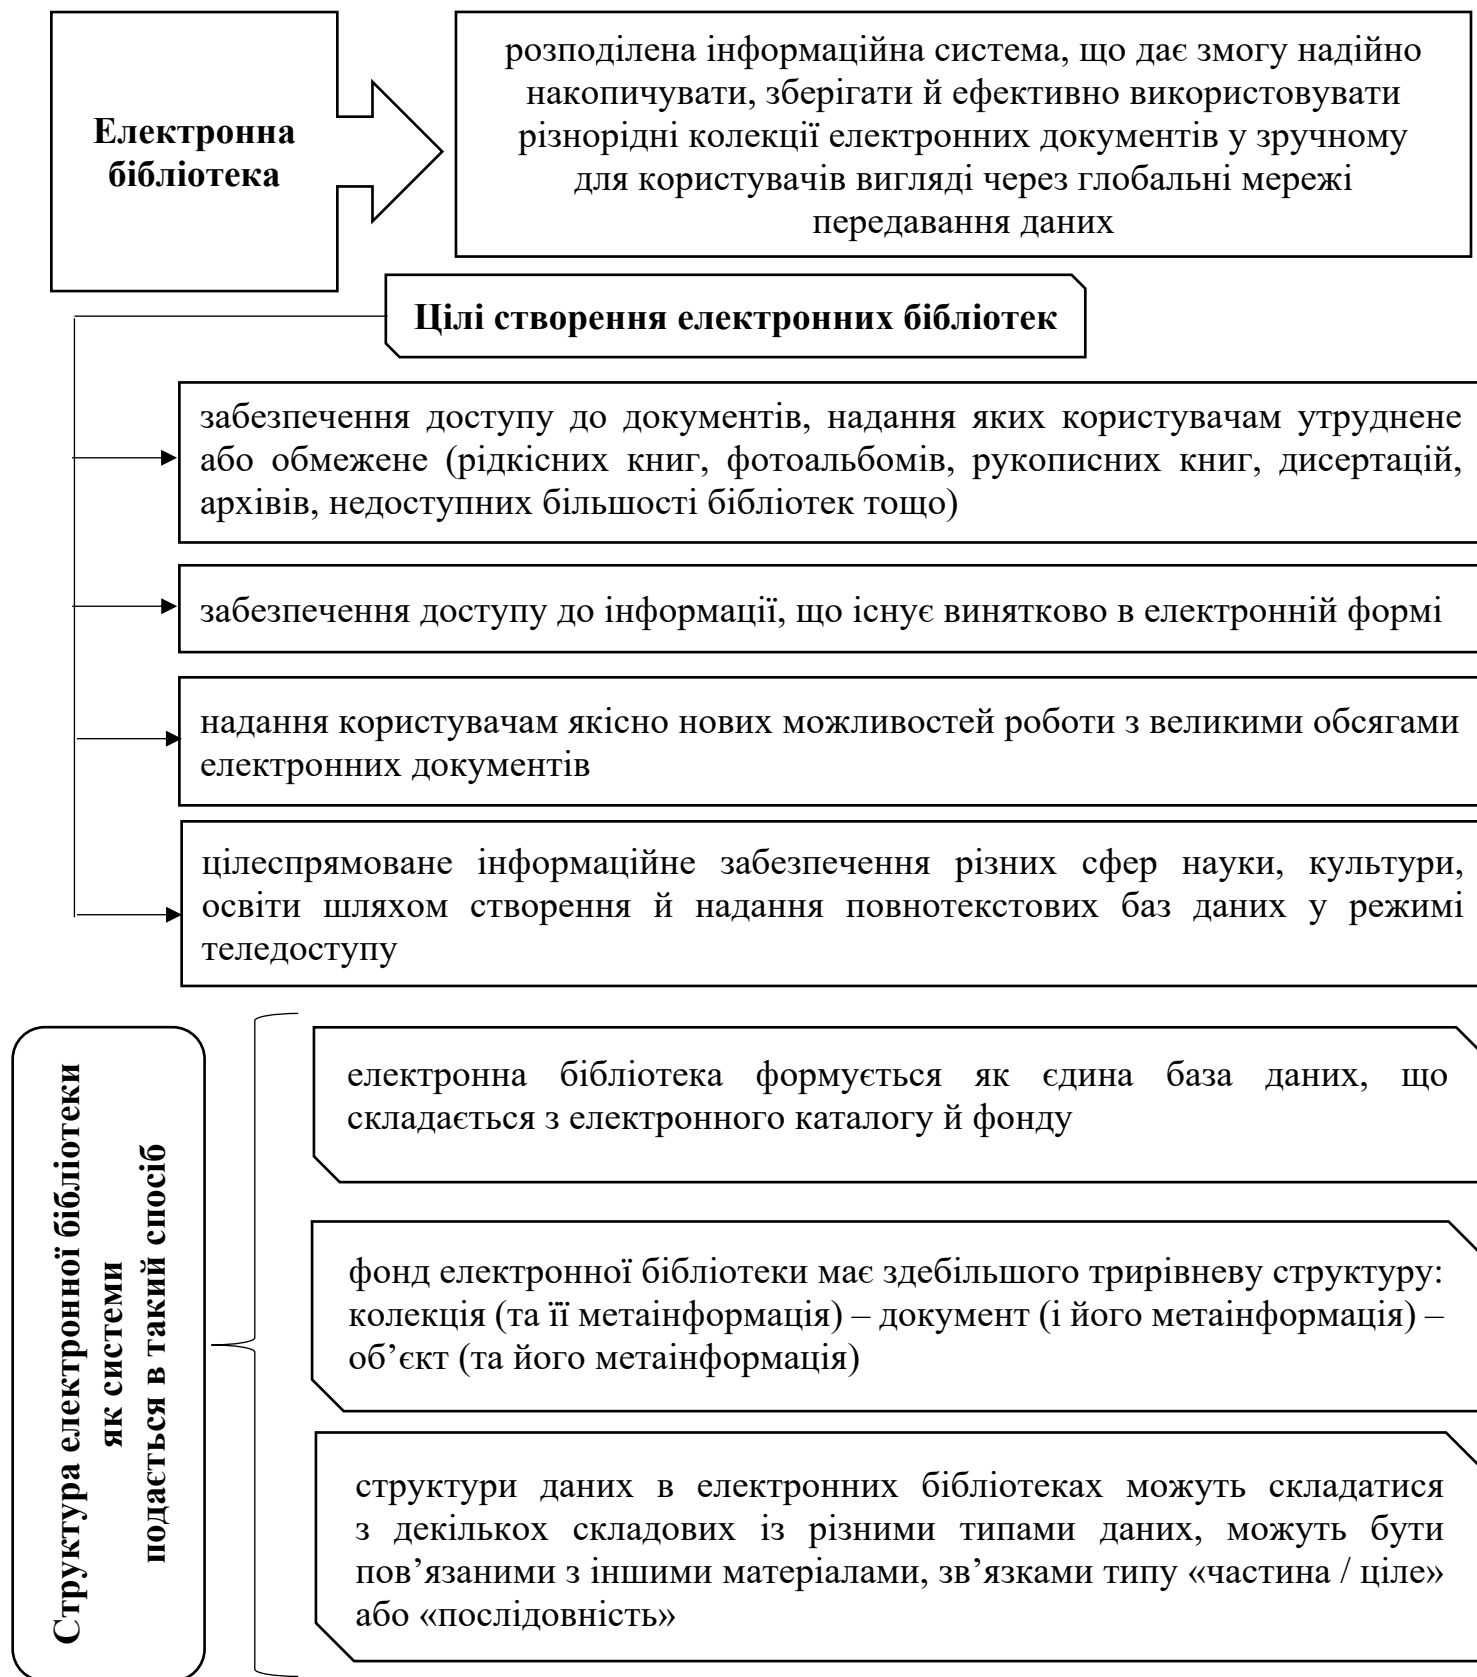 Електронна
бібліотека
розподілена інформаційна система, що дає змогу надійно
накопичувати, зберігати й ефективно використовувати
різнорідні колекції електронних документів у зручному
для користувачів вигляді через глобальні мережі
передавання даних
Цілі створення електронних бібліотек
забезпечення доступу до документів, надання яких користувачам утруднене
або обмежене (рідкісних книг, фотоальбомів, рукописних книг, дисертацій,
архівів, недоступних більшості бібліотек тощо)
забезпечення доступу до інформації, що існує винятково в електронній формі
надання користувачам якісно нових можливостей роботи з великими обсягами
електронних документів
цілеспрямоване інформаційне забезпечення різних сфер науки, культури,
освіти шляхом створення й надання повнотекстових баз даних у режимі
теледоступу
Структура електронної бібліотеки
як системи
подається в такий спосіб
електронна бібліотека формується як єдина база даних, що
складається з електронного каталогу й фонду
фонд електронної бібліотеки має здебільшого трирівневу структуру:
колекція (та її метаінформація) – документ (і його метаінформація) –
об’єкт (та його метаінформація)
структури даних в електронних бібліотеках можуть складатися
з декількох складових із різними типами даних, можуть бути
пов’язаними з іншими матеріалами, зв’язками типу «частина / ціле»
або «послідовність»